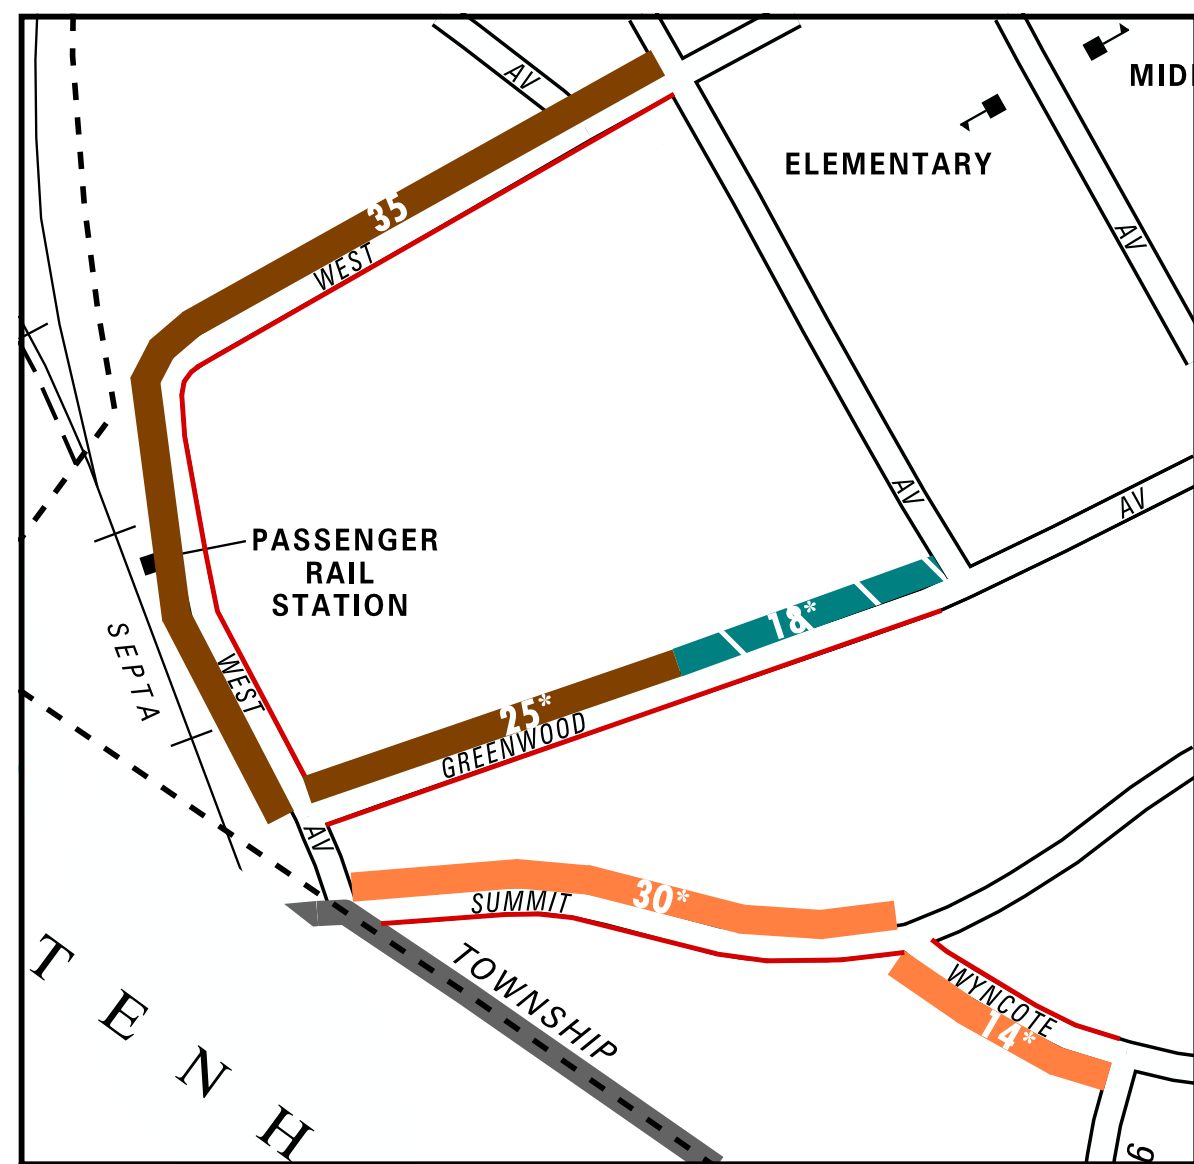 AV
MID
ELEMENTARY
35
WEST
AV
AV
AV
PASSENGER
RAIL
STATION
18*
SEPTA
WEST
25*
GREENWOOD
AV
30*
SUMMIT
TOWNSHIP
WYNCOTE
14*
TENH